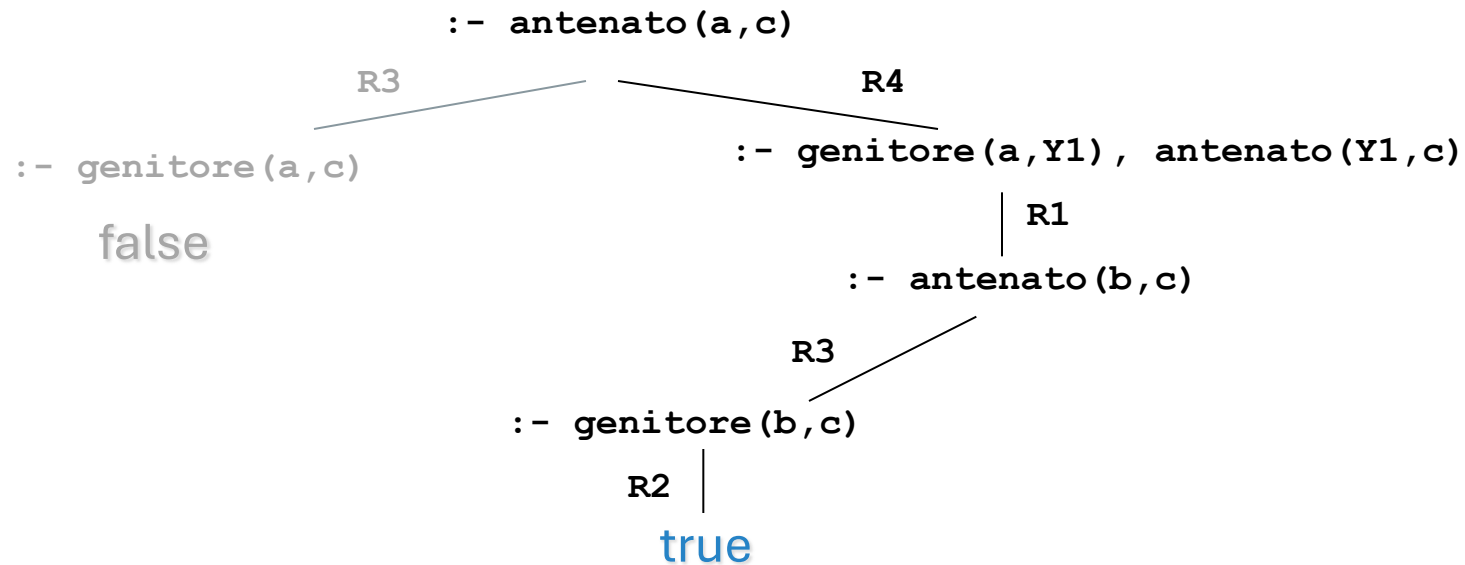 :- antenato(a,c)
R3
R4
:- genitore(a,c)
:- genitore(a,Y1), antenato(Y1,c)
false
R1
:- antenato(b,c)
R3
:- genitore(b,c)
R2
true